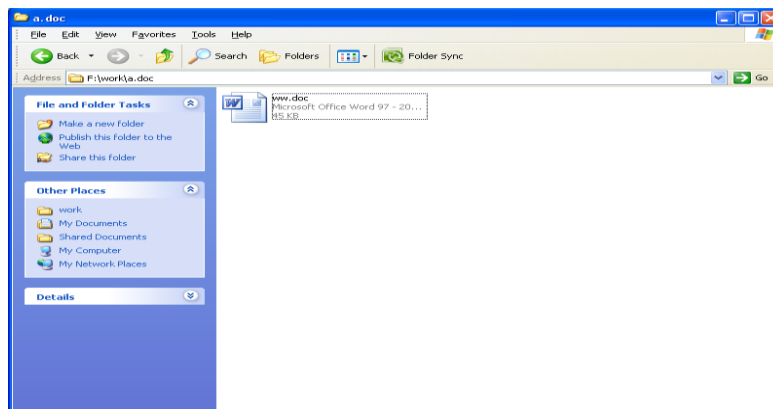 a.doc
File Edit View Favorites Tools Help
Back Search Folders Folder Sync
Address F:\work\a.doc Go
File and Folder Tasks
Make a new folder
Publish this folder to the
Web
Share this folder
Other Places
work
My Documents
Shared Documents
My Computer
My Network Places
Details
ww.doc
Microsoft Office Word 97 - 20...
45 KB